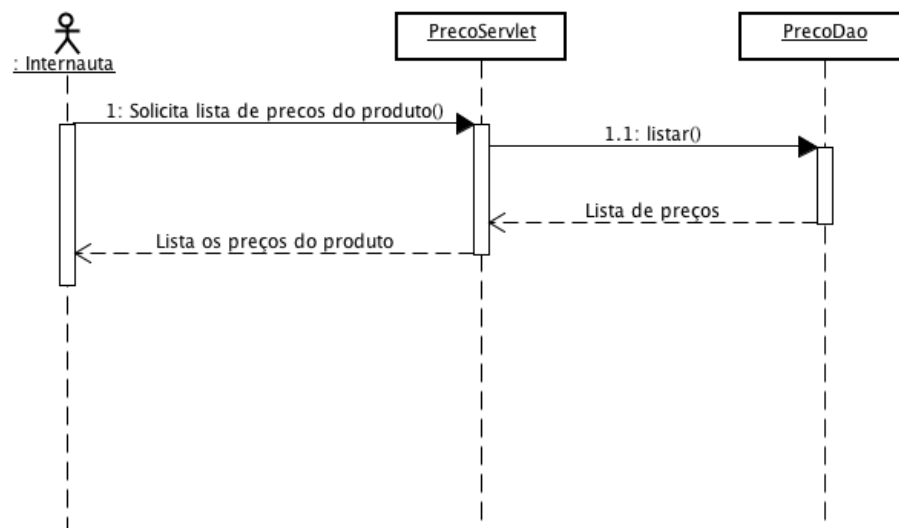 : Internauta
PrecoServlet
PrecoDao
1: Solicita lista de precos do produto()
1.1: listar()
Lista de preços
Lista os preços do produto